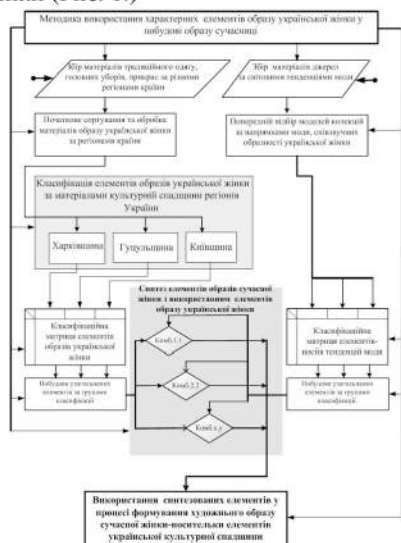 Методика використання характерних елементів образу української жінки у
побудові образу сучасниці
Збір матеріалів традиційного одягу,
головних уборів, прикрас за різними
регіонами країни
Збір матеріалів джерел
за світовими тенденціями моди
Початкове сортування та обробка
матеріалів образу української жінки
за регіонами країни
Попередній відбір моделей колекцій
за напрямками моди, співзвучних
образності української жінки
Класифікація елементів образів української жінки
за матеріалами культурній спадщини регіонів
України
Харківщина
Гуцульщина
Київщина
Синтез елементів образів сучасної
жінки з використанням елементів
образу української жінки
Класифікаційна
матриця елементів
образів української
жінки
Комб.1.1
Комб.2.2
Комб.x.y
Класифікаційна
матриця елементів-
носіїв тенденцій моди
Побудова узагальнених
елементів за групами
класифікації
Побудова узагальнених
елементів за групами
класифікації
Використання синтезованих елементів у
процесі формування художнього образу
сучасної жінки-носительки елементів
української культурної спадщини